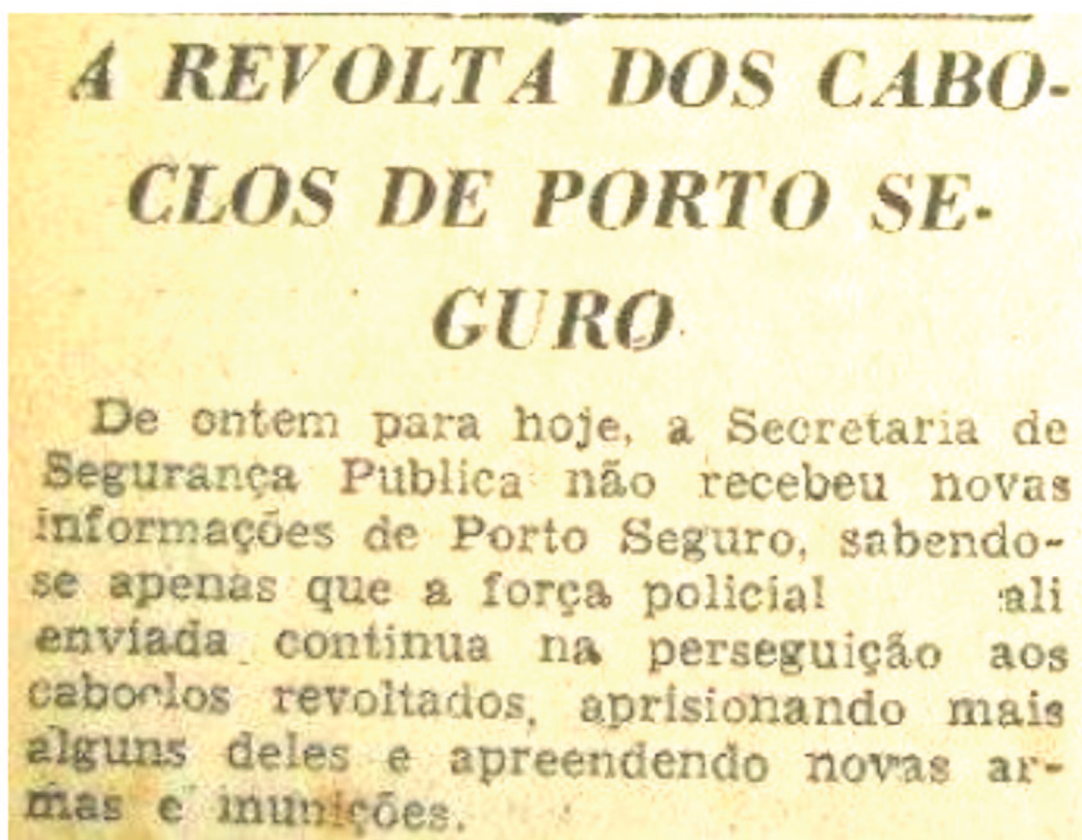 A REVOLTA DOS CABO-
CLOS DE PORTO SE-
GURO
De ontem para hoje, a Secretaria de
Segurança Publica não recebeu novas
informações de Porto Seguro, sabendo-
se apenas que a força policial ali
enviada continua na perseguição aos
caboclos revoltados, aprisionando mais
alguns deles e apreendendo novas ar-
mas e munições.